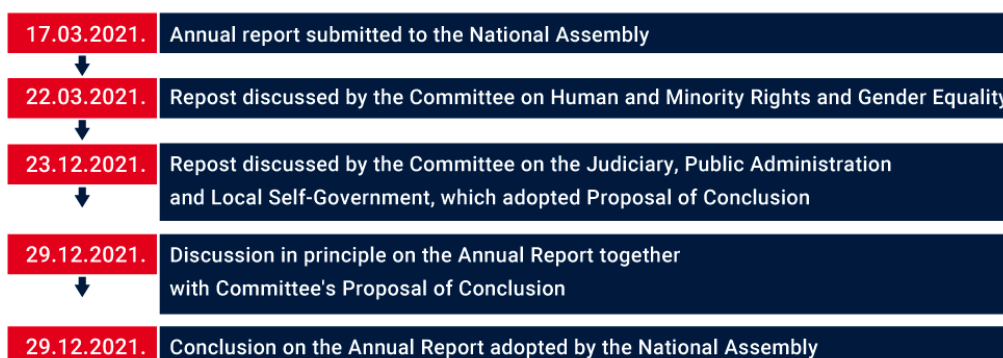 17.03.2021. Annual report submitted to the National Assembly
22.03.2021. Repost discussed by the Committee on Human and Minority Rights and Gender Equality
23.12.2021. Repost discussed by the Committee on the Judiciary, Public Administration
and Local Self-Government, which adopted Proposal of Conclusion
29.12.2021. Discussion in principle on the Annual Report together
with Committee's Proposal of Conclusion
29.12.2021. Conclusion on the Annual Report adopted by the National Assembly